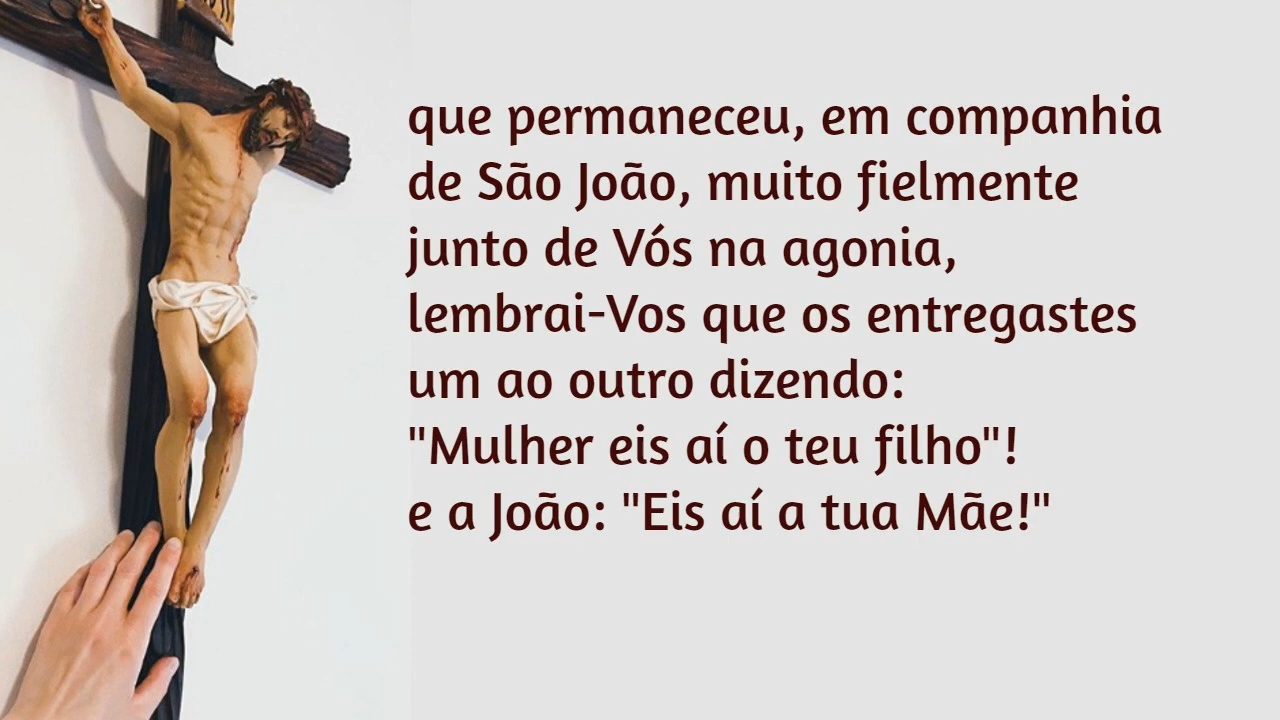 que permaneceu, em companhia
de São João, muito fielmente
junto de Vós na agonia,
lembrai-Vos que os entregastes
um ao outro dizendo:
"Mulher eis aí o teu filho"!
e a João: "Eis aí a tua Mãe!"